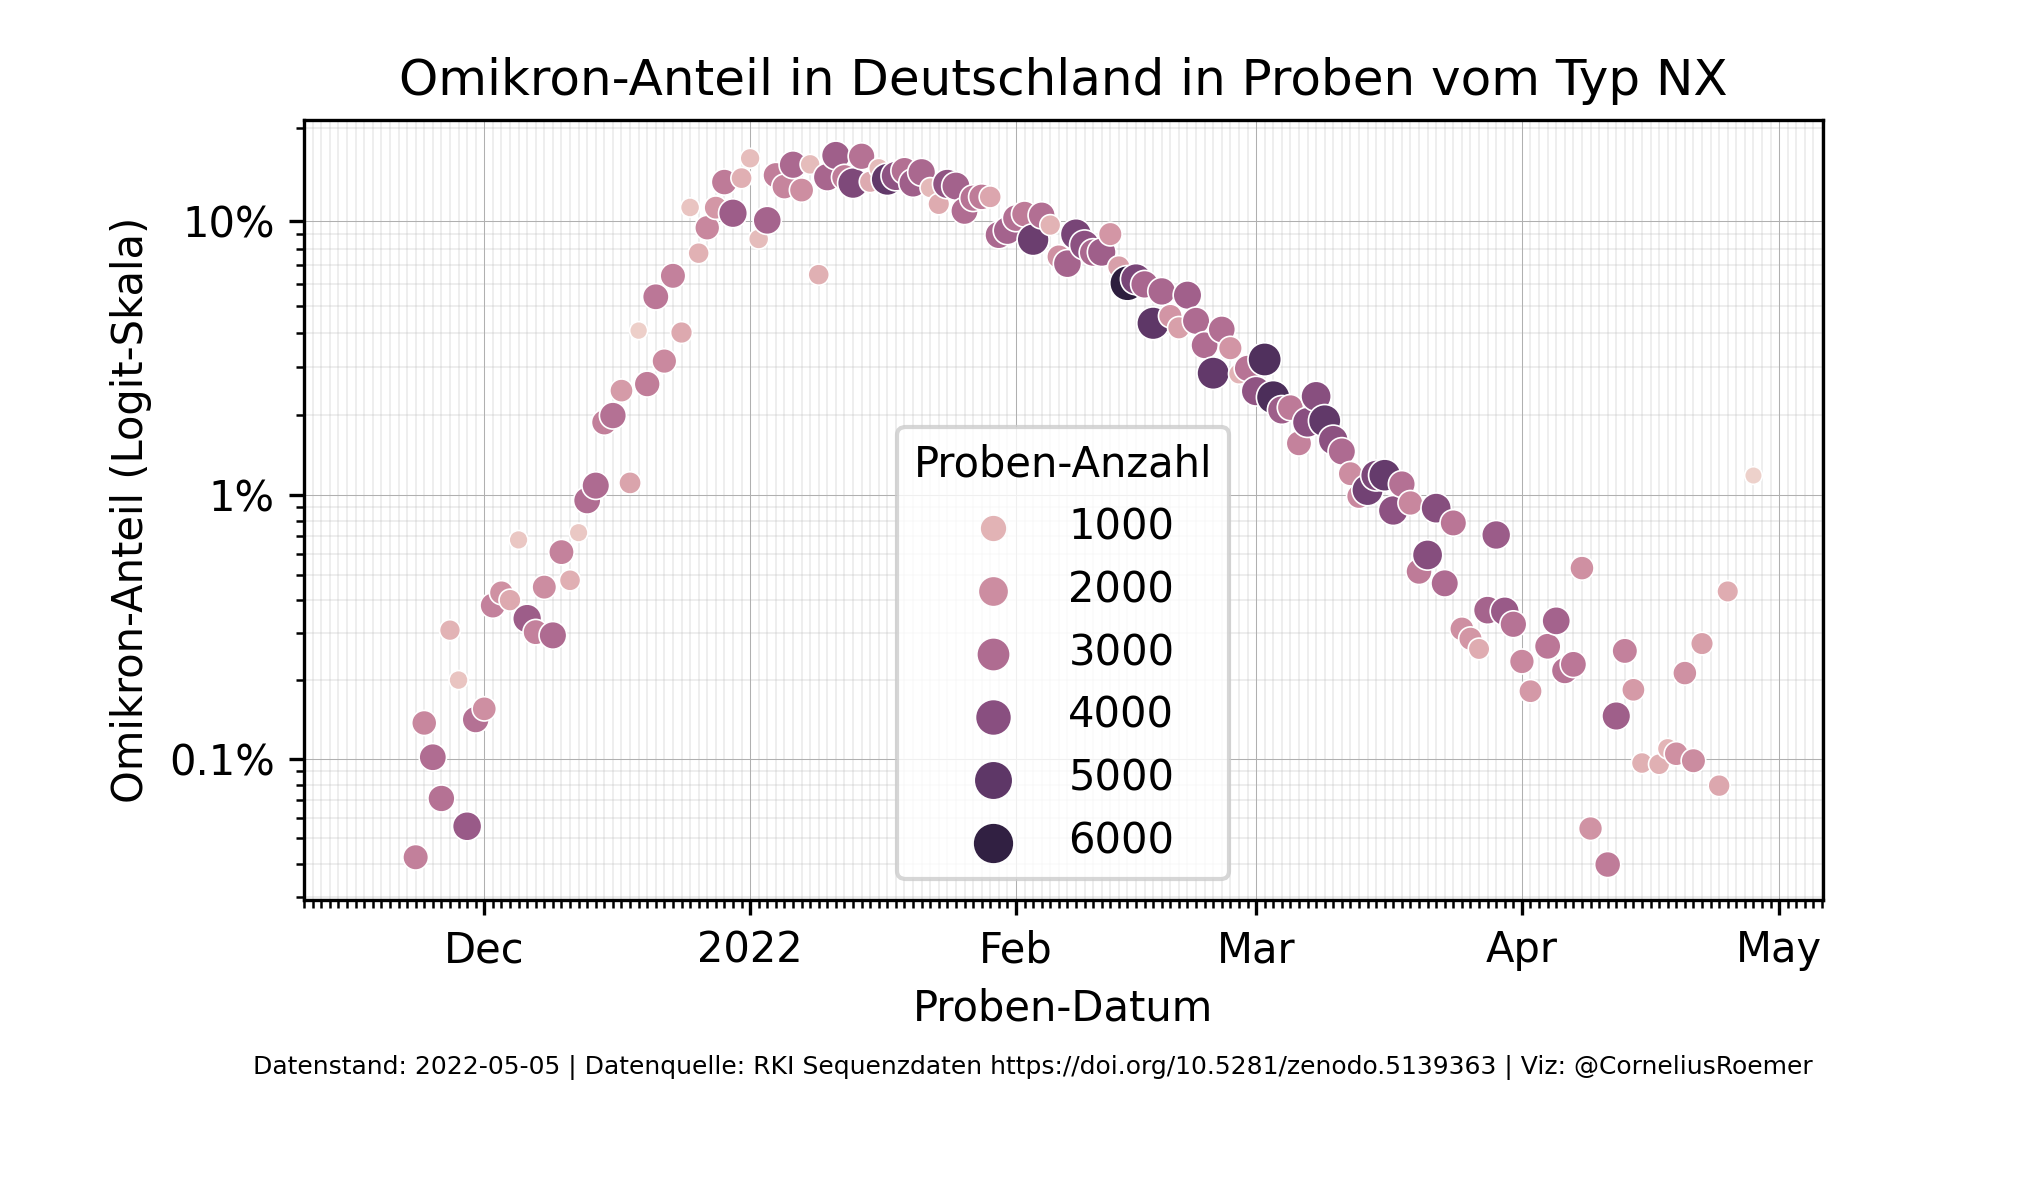 Omikron-Anteil in Deutschland in Proben vom Typ NX
Omikron-Anteil (Logit-Skala)
10%
1%
0.1%
Proben-Anzahl
1000
2000
3000
4000
5000
6000
Dec 2022 Feb Mar Apr May
Proben-Datum
Datenstand: 2022-05-05 | Datenquelle: RKI Sequenzdaten https://doi.org/10.5281/zenodo.5139363 | Viz: @CorneliusRoemer